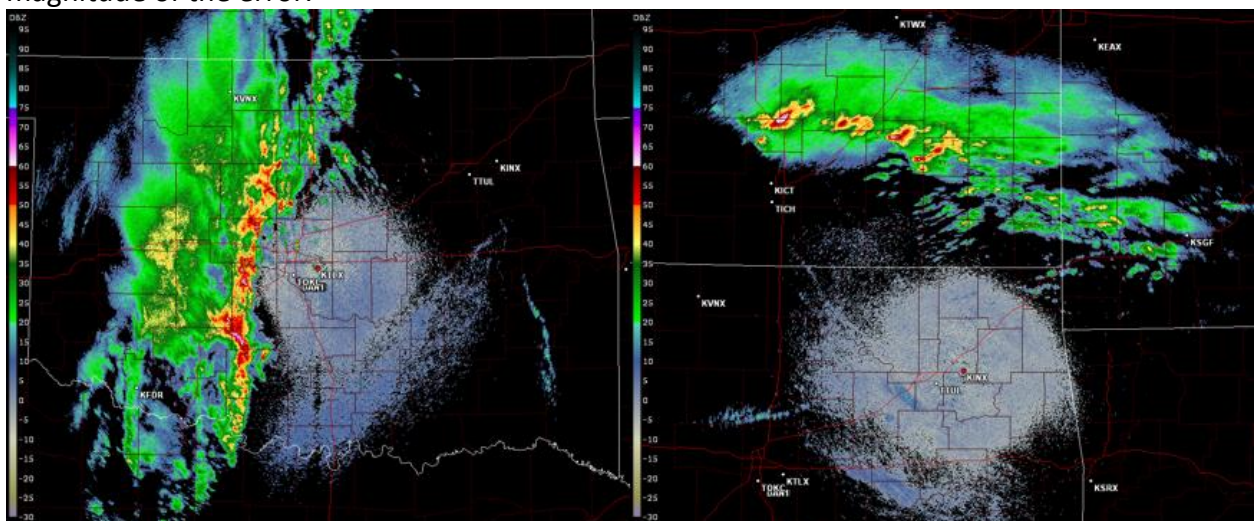 magnitude of the error.
DBZ
95
90
85
80
75
70
65
60
55
50
45
40
35
30
25
20
15
10
5
0
-5
-10
-15
-20
-25
-30
KVNX
KINX
TTUL
KTLX
TOKC
KFDR
DBZ
95
90
85
80
75
70
65
60
55
50
45
40
35
30
25
20
15
10
5
0
-5
-10
-15
-20
-25
-30
KTWX
KEAX
KICT
TICH
KSGF
KVNX
KINX
TTUL
KTLX
TOKC
KSRX